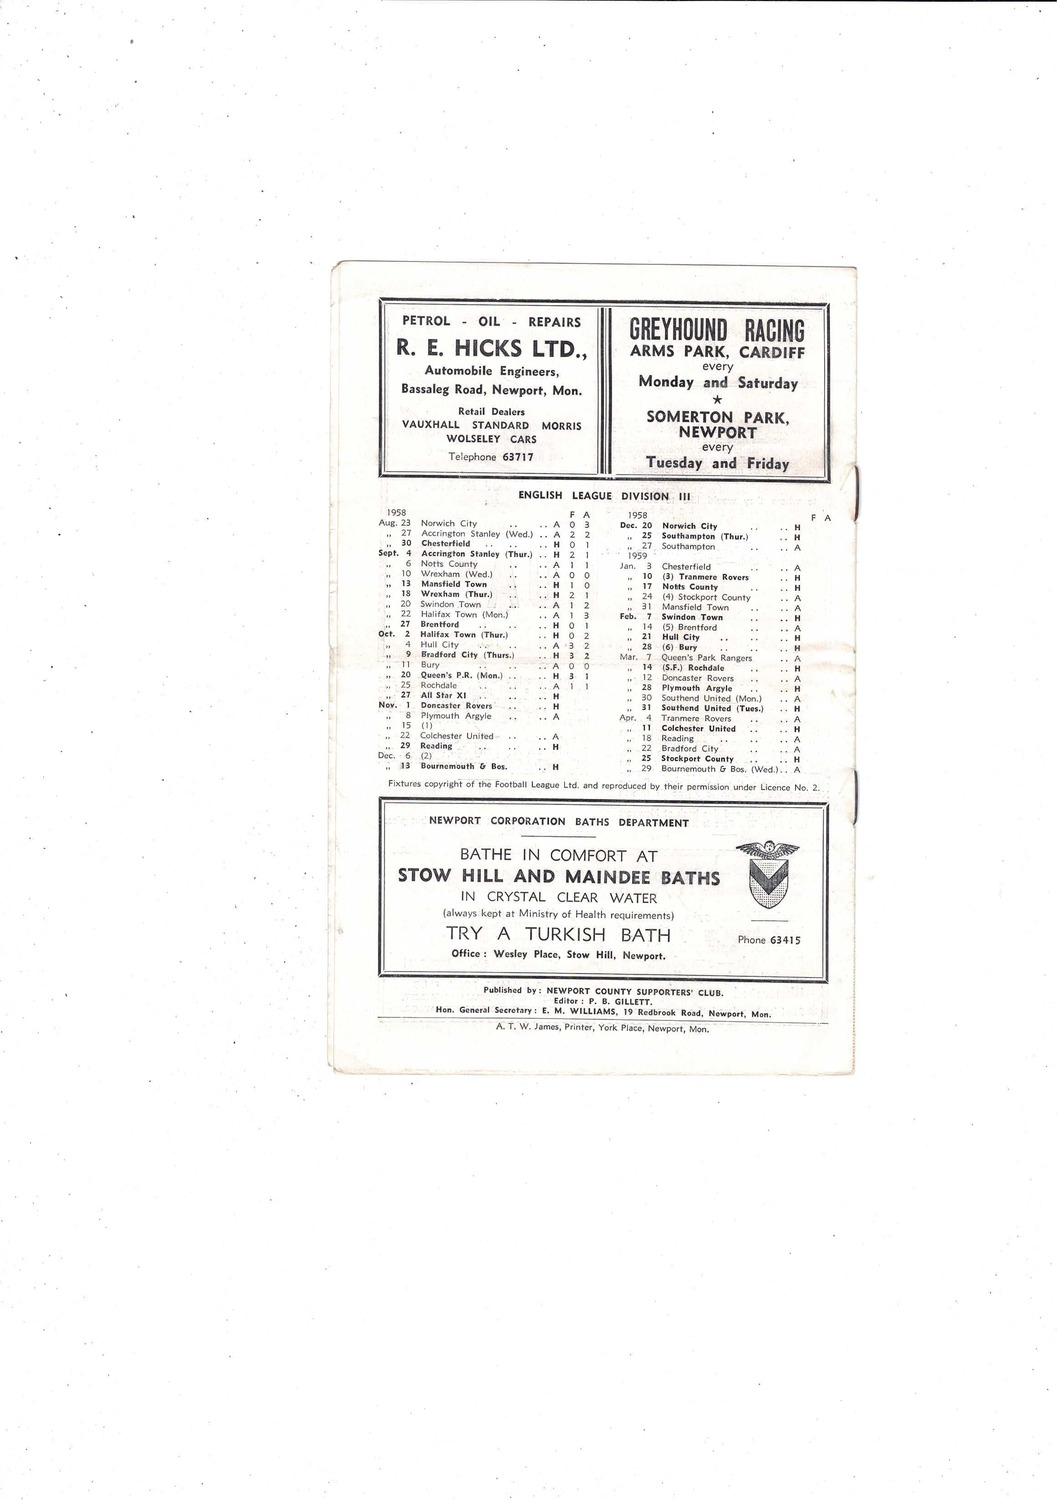 PETROL - OIL - REPAIRS
R. E. HICKS LTD.,
Automobile Engineers,
Bassaleg Road, Newport, Mon.
Retail Dealers
VAUXHALL STANDARD MORRIS
WOLSELEY CARS
Telephone 63717
GREYHOUND RACING
ARMS PARK, CARDIFF
every
Monday and Saturday
★
SOMERTON PARK,
NEWPORT
every
Tuesday and Friday
ENGLISH LEAGUE DIVISION III
1958 F A
Aug. 23 Norwich City .. .. A 0 3
„ 27 Accrington Stanley (Wed.) .. A 2 2
„ 30 Chesterfield .. .. .. H 0 1
Sept. 4 Accrington Stanley (Thur.) .. H 2 1
„ 6 Notts County .. .. A 1 1
„ 10 Wrexham (Wed.) .. .. A 0 0
„ 13 Mansfield Town .. .. H 1 0
„ 18 Wrexham (Thur.) .. .. H 2 1
„ 20 Swindon Town .. .. A 1 2
„ 22 Halifax Town (Mon.) .. A 1 3
„ 27 Brentford .. .. .. H 0 1
Oct. 2 Halifax Town (Thur.) .. H 0 2
„ 4 Hull City .. .. .. A 3 2
„ 9 Bradford City (Thurs.) .. H 3 2
„ 11 Bury .. .. .. A 0 0
„ 20 Queen's P.R. (Mon.) .. .. H 3 1
„ 25 Rochdale .. .. .. A 1 1
„ 27 All Star XI .. .. .. H
Nov. 1 Doncaster Rovers .. .. H
„ 8 Plymouth Argyle .. .. A
„ 15 (1)
„ 22 Colchester United .. .. A
„ 29 Reading .. .. .. H
Dec. 6 (2)
„ 13 Bournemouth & Bos. .. H
1958 F A
Dec. 20 Norwich City .. .. H
„ 25 Southampton (Thur.) .. H
„ 27 Southampton .. .. A
1959
Jan. 3 Chesterfield .. .. A
„ 10 (3) Tranmere Rovers .. H
„ 17 Notts County .. .. H
„ 24 (4) Stockport County .. A
„ 31 Mansfield Town .. .. A
Feb. 7 Swindon Town .. .. H
„ 14 (5) Brentford .. .. A
„ 21 Hull City .. .. .. H
„ 28 (6) Bury .. .. .. H
Mar. 7 Queen's Park Rangers .. A
„ 14 (S.F.) Rochdale .. .. H
„ 12 Doncaster Rovers .. .. A
„ 28 Plymouth Argyle .. .. H
„ 30 Southend United (Mon.) .. A
„ 31 Southend United (Tues.) .. H
Apr. 4 Tranmere Rovers .. .. A
„ 11 Colchester United .. .. H
„ 18 Reading .. .. .. A
„ 22 Bradford City .. .. A
„ 25 Stockport County .. .. H
„ 29 Bournemouth & Bos. (Wed.) .. A
Fixtures copyright of the Football League Ltd. and reproduced by their permission under Licence No. 2.
NEWPORT CORPORATION BATHS DEPARTMENT
BATHE IN COMFORT AT
STOW HILL AND MAINDEE BATHS
IN CRYSTAL CLEAR WATER
(always kept at Ministry of Health requirements)
TRY A TURKISH BATH
Office : Wesley Place, Stow Hill, Newport.
Phone 63415
Published by : NEWPORT COUNTY SUPPORTERS' CLUB.
Editor : P. B. GILLETT.
Hon. General Secretary : E. M. WILLIAMS, 19 Redbrook Road, Newport, Mon.
A. T. W. James, Printer, York Place, Newport, Mon.